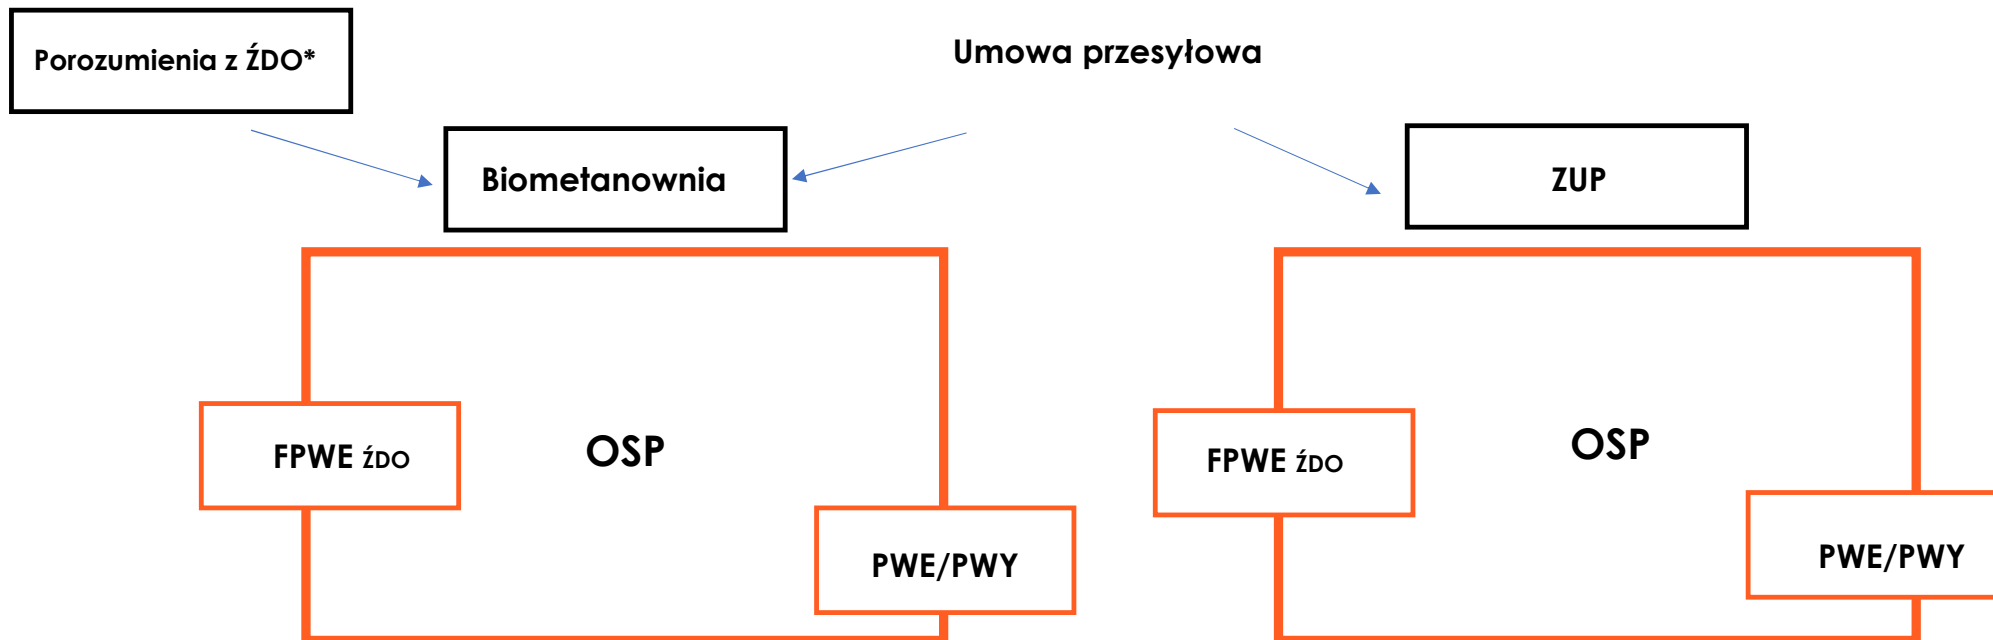 Porozumienia z ŹDO*
Umowa przesyłowa
Biometanownia
ZUP
FPWE ŹDO
OSP
PWE/PWY
FPWE ŹDO
OSP
PWE/PWY